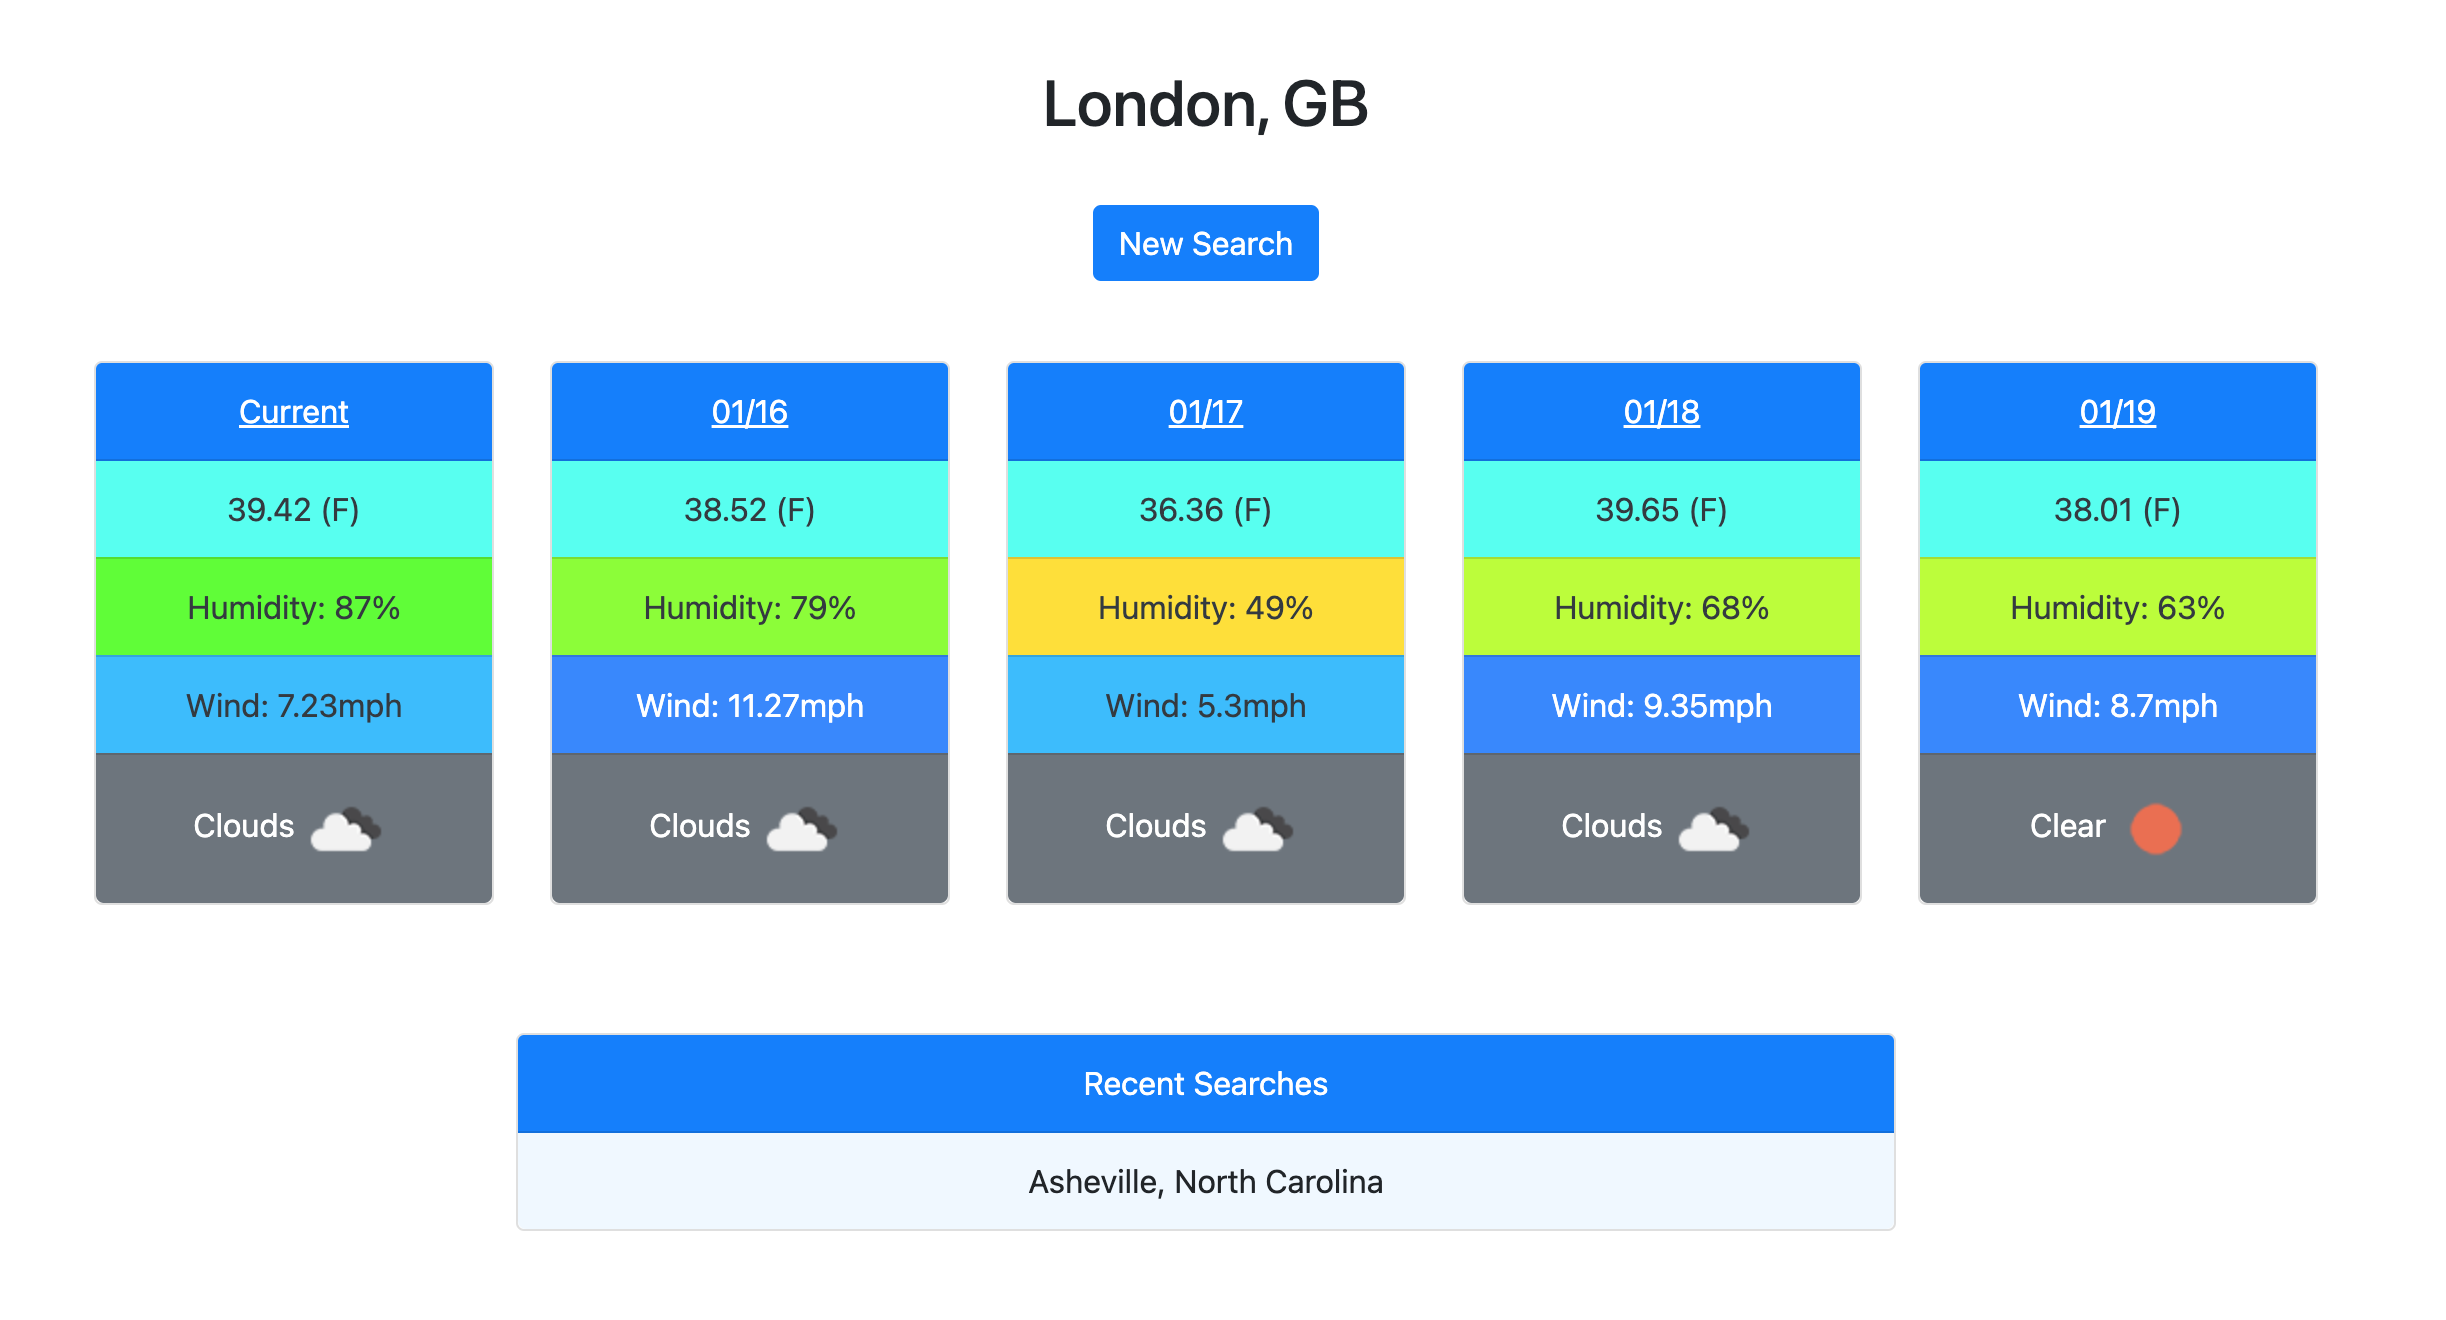 London, GB
New Search
Current
39.42 (F)
Humidity: 87%
Wind: 7.23mph
Clouds
01/16
38.52 (F)
Humidity: 79%
Wind: 11.27mph
Clouds
01/17
36.36 (F)
Humidity: 49%
Wind: 5.3mph
Clouds
01/18
39.65 (F)
Humidity: 68%
Wind: 9.35mph
Clouds
01/19
38.01 (F)
Humidity: 63%
Wind: 8.7mph
Clear
Recent Searches
Asheville, North Carolina